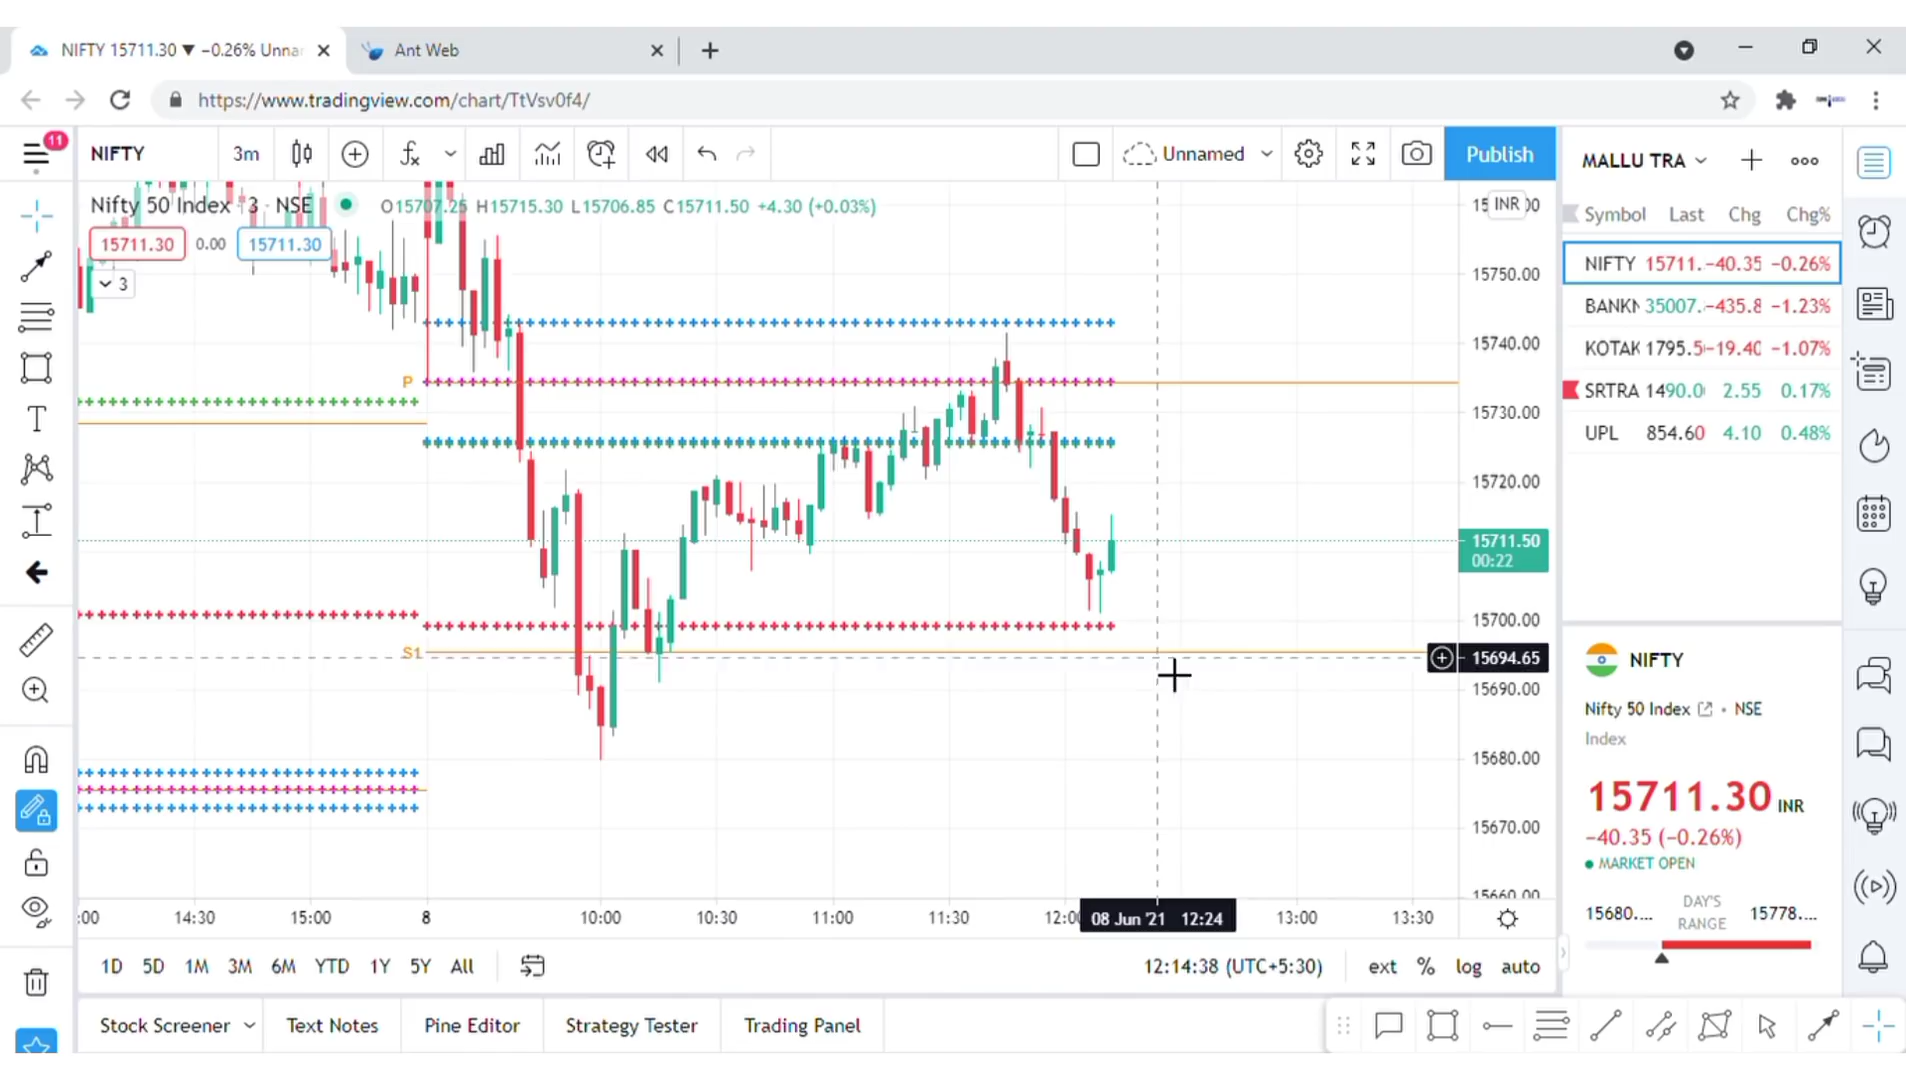 NIFTY 15711.30 ▼ −0.26% Unna
Ant Web
https://www.tradingview.com/chart/TtVsv0f4/
11
NIFTY
3m
Unnamed
Publish
MALLU TRA
Nifty 50 Index · 3 · NSE
O15707.25 H15715.30 L15706.85 C15711.50 +4.30 (+0.03%)
INR
15711.30 0.00 15711.30
3
Symbol Last Chg Chg%
NIFTY 15711. −40.35 −0.26%
BANKN 35007. −435.8 −1.23%
KOTAK 1795.5 −19.40 −1.07%
SRTRA 1490.0 2.55 0.17%
UPL 854.60 4.10 0.48%
P
S1
15750.00
15740.00
15730.00
15720.00
15711.50
00:22
15700.00
15694.65
15690.00
15680.00
15670.00
15660.00
:00 14:30 15:00 8 10:00 10:30 11:00 11:30 12:00 08 Jun '21 12:24 13:00 13:30
NIFTY
Nifty 50 Index · NSE
Index
15711.30 INR
−40.35 (−0.26%)
MARKET OPEN
15680.... DAY'S RANGE 15778....
1D 5D 1M 3M 6M YTD 1Y 5Y All
12:14:38 (UTC+5:30) ext % log auto
Stock Screener Text Notes Pine Editor Strategy Tester Trading Panel